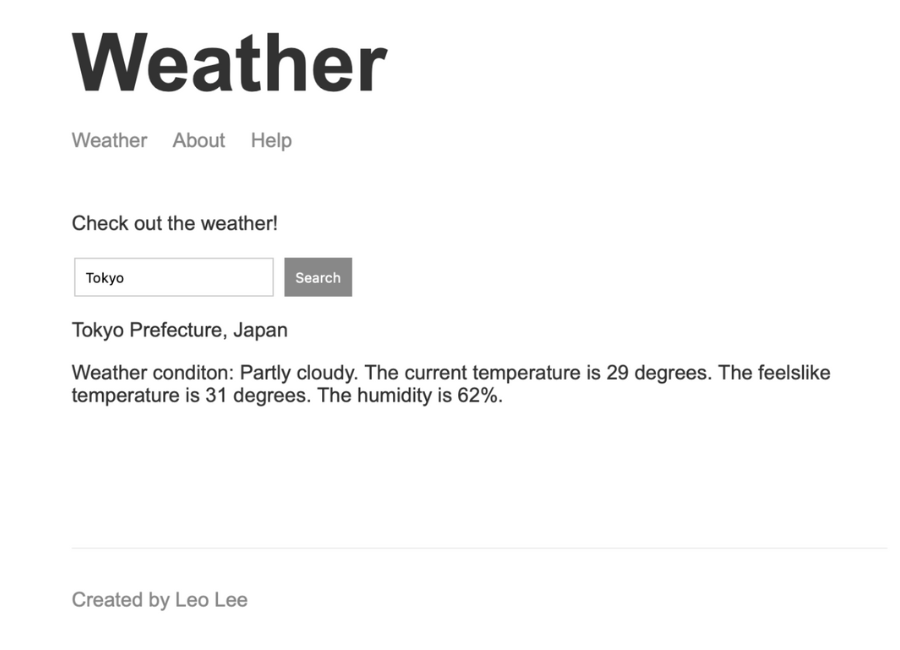 Weather
Weather About Help
Check out the weather!
Tokyo Search
Tokyo Prefecture, Japan
Weather conditon: Partly cloudy. The current temperature is 29 degrees. The feelslike
temperature is 31 degrees. The humidity is 62%.
Created by Leo Lee